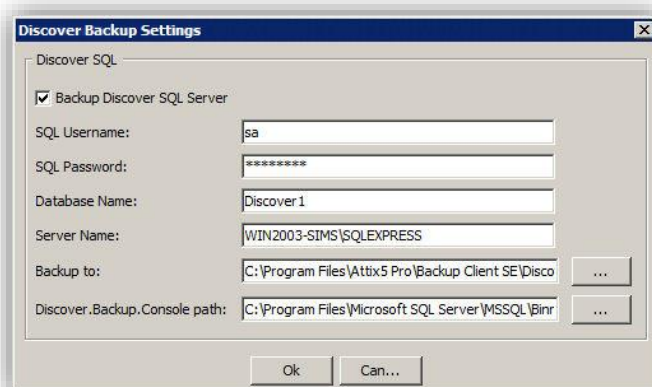 Discover Backup Settings
Discover SQL
Backup Discover SQL Server
SQL Username: sa
SQL Password: ********
Database Name: Discover1
Server Name: WIN2003-SIMS\SQLEXPRESS
Backup to: C:\Program Files\Attix5 Pro\Backup Client SE\Disco ...
Discover.Backup.Console path: C:\Program Files\Microsoft SQL Server\MSSQL\Binr ...
Ok Can...